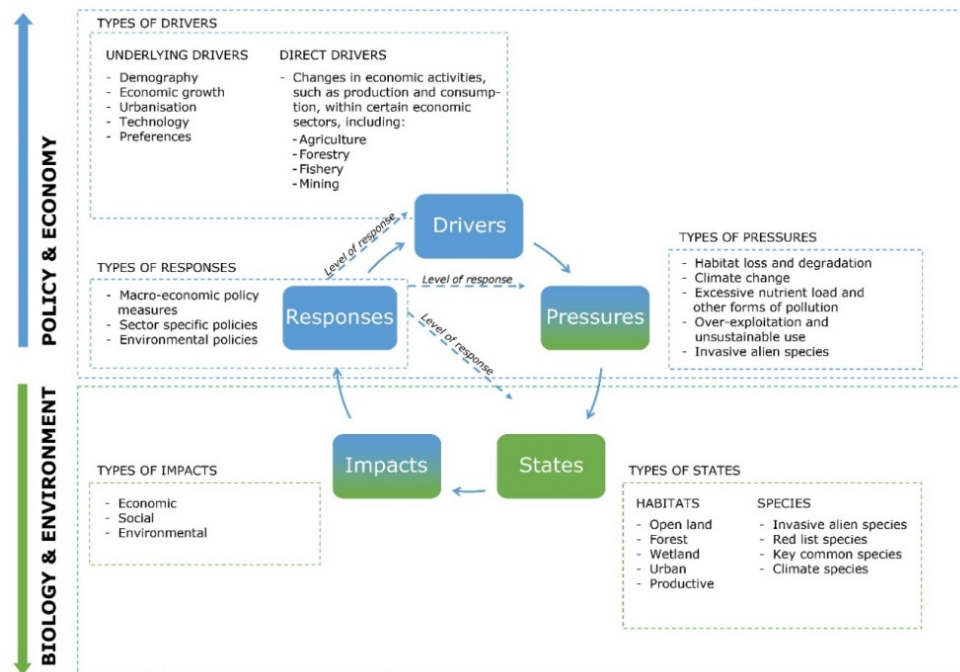 TYPES OF DRIVERS
UNDERLYING DRIVERS
- Demography
- Economic growth
- Urbanisation
- Technology
- Preferences
DIRECT DRIVERS
- Changes in economic activities,
such as production and consump-
tion, within certain economic
sectors, including:
- Agriculture
- Forestry
- Fishery
- Mining
POLICY & ECONOMY
Drivers
Level of response
TYPES OF RESPONSES
- Macro-economic policy
measures
- Sector specific policies
- Environmental policies
Responses
Level of response
Level of response
Pressures
TYPES OF PRESSURES
- Habitat loss and degradation
- Climate change
- Excessive nutrient load and
other forms of pollution
- Over-exploitation and
unsustainable use
- Invasive alien species
BIOLOGY & ENVIRONMENT
Impacts
States
TYPES OF IMPACTS
- Economic
- Social
- Environmental
TYPES OF STATES
HABITATS
- Open land
- Forest
- Wetland
- Urban
- Productive
SPECIES
- Invasive alien species
- Red list species
- Key common species
- Climate species